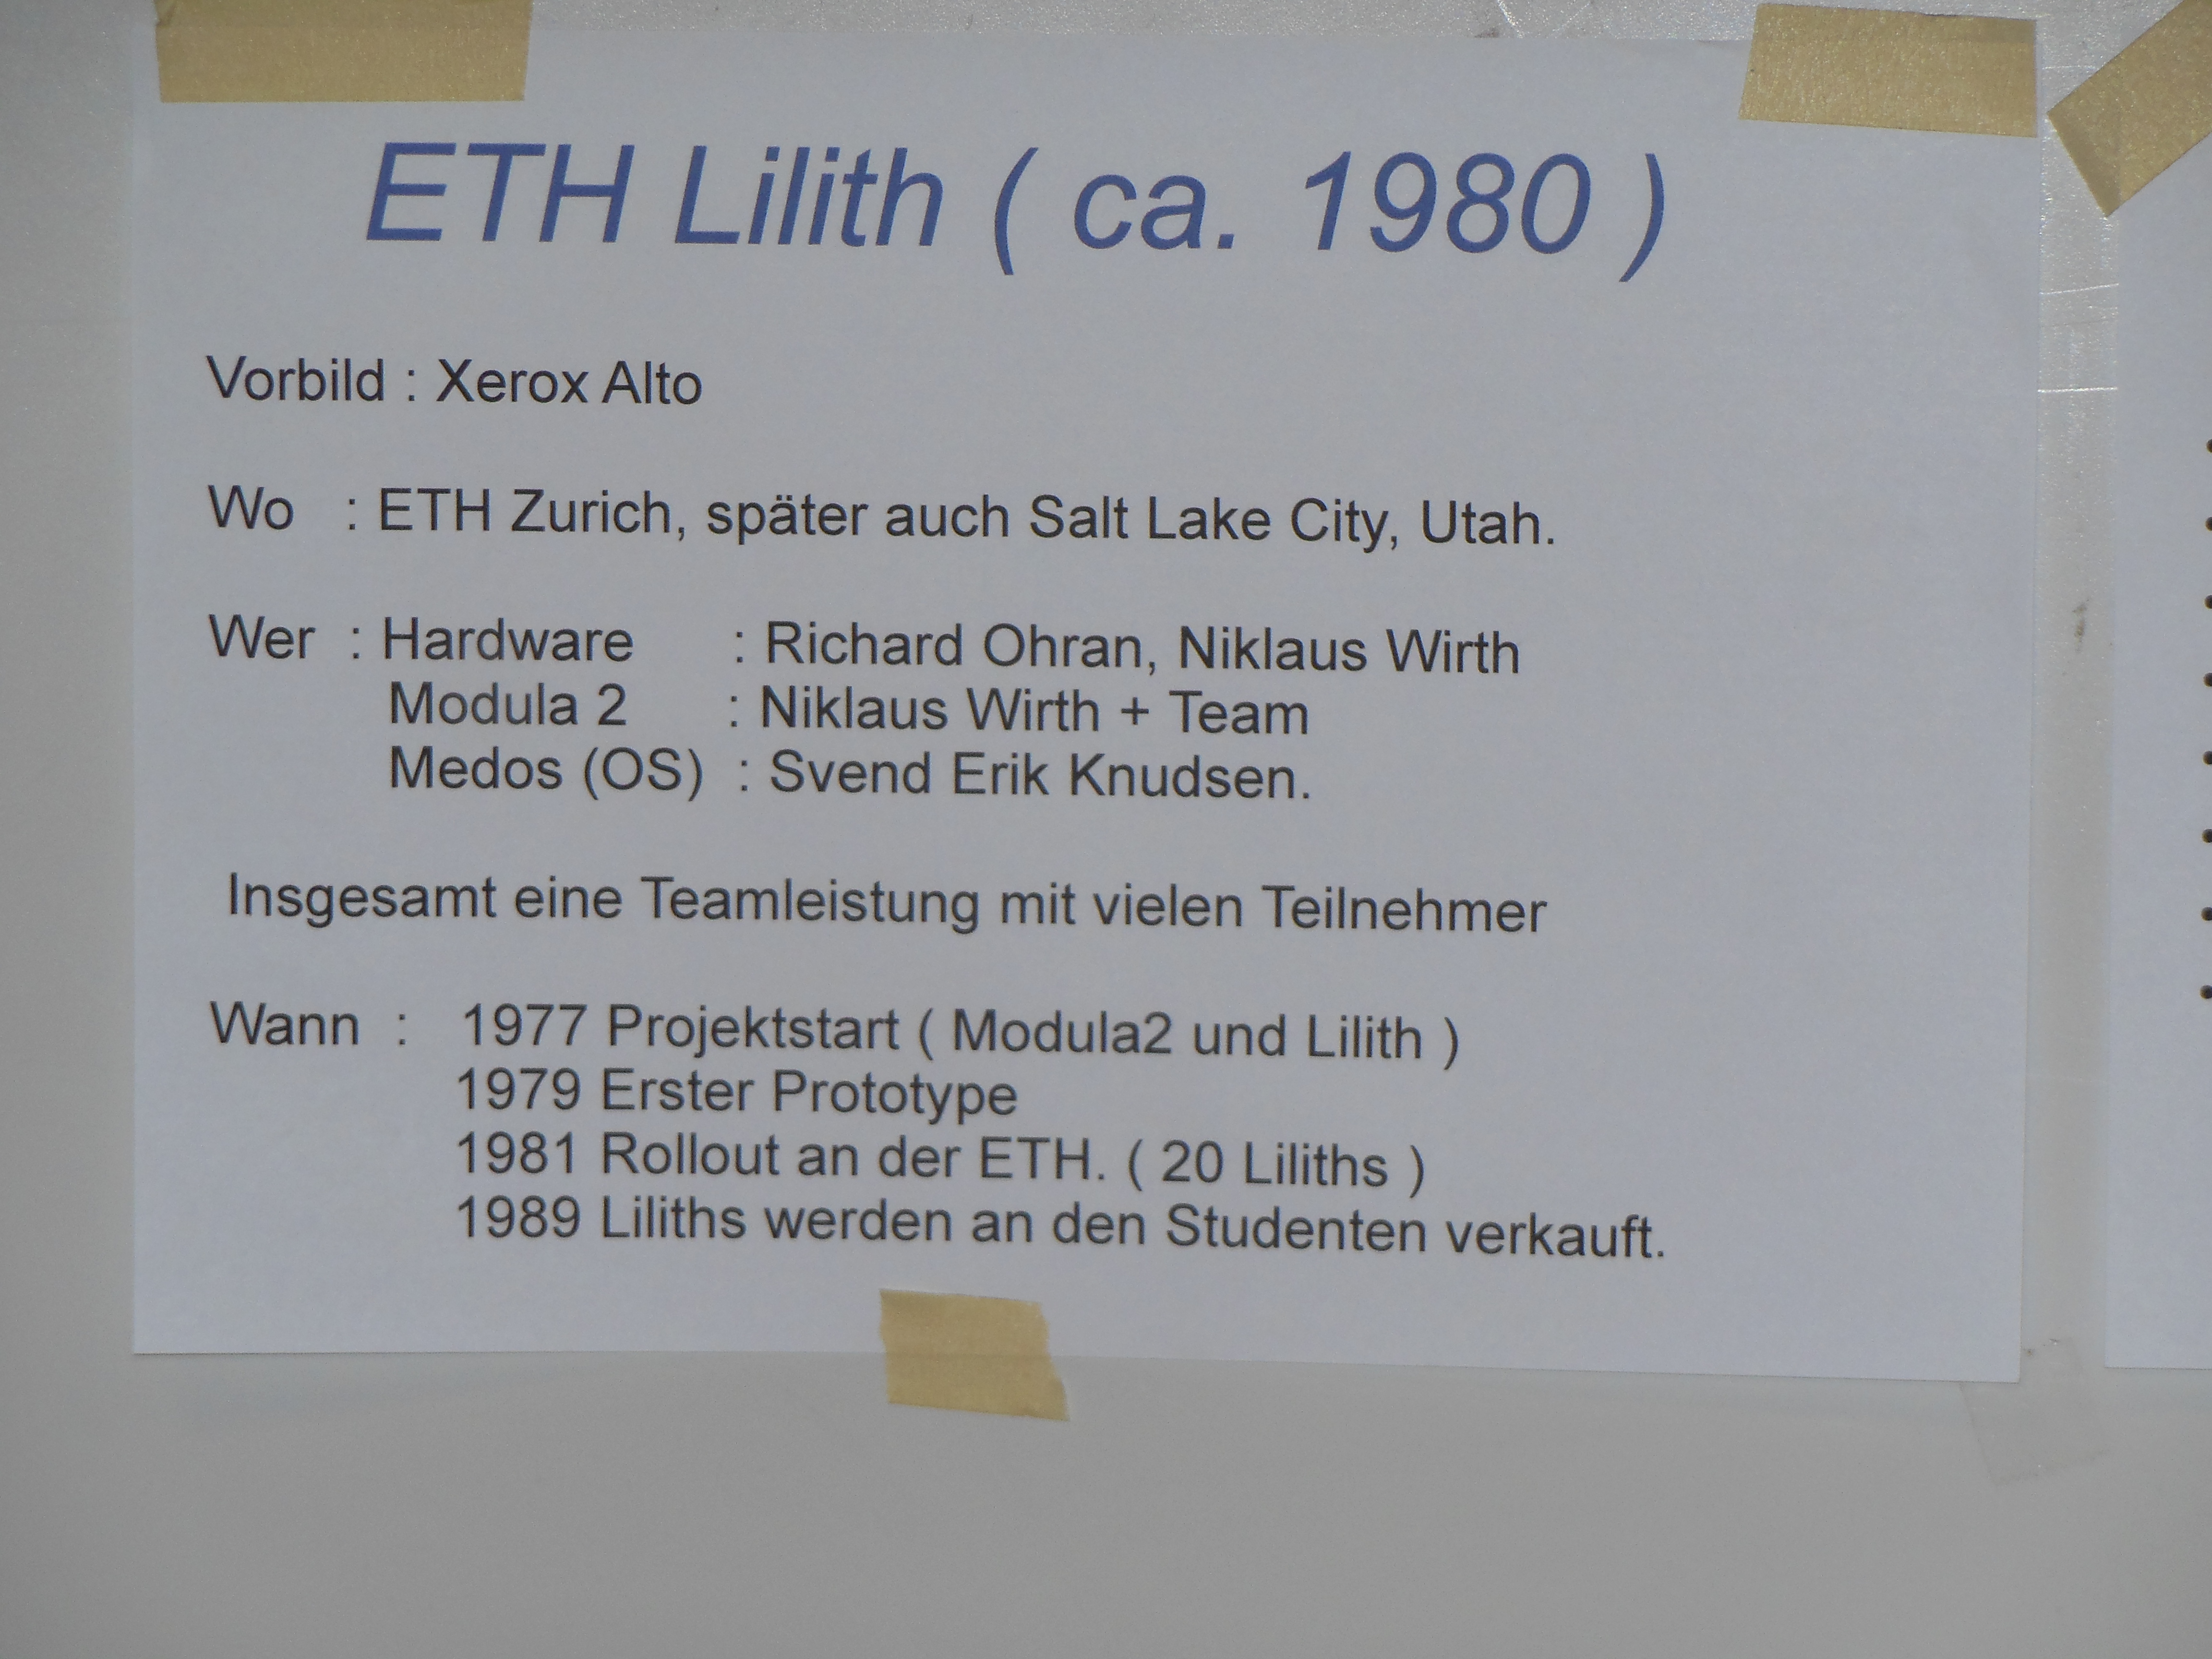 ETH Lilith ( ca. 1980 )
Vorbild : Xerox Alto
Wo : ETH Zurich, später auch Salt Lake City, Utah.
Wer : Hardware : Richard Ohran, Niklaus Wirth
Modula 2 : Niklaus Wirth + Team
Medos (OS) : Svend Erik Knudsen.
Insgesamt eine Teamleistung mit vielen Teilnehmer
Wann : 1977 Projektstart ( Modula2 und Lilith )
1979 Erster Prototype
1981 Rollout an der ETH. ( 20 Liliths )
1989 Liliths werden an den Studenten verkauft.